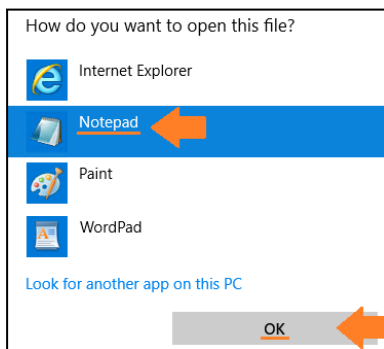 How do you want to open this file?
Internet Explorer
Notepad
Paint
WordPad
Look for another app on this PC
OK